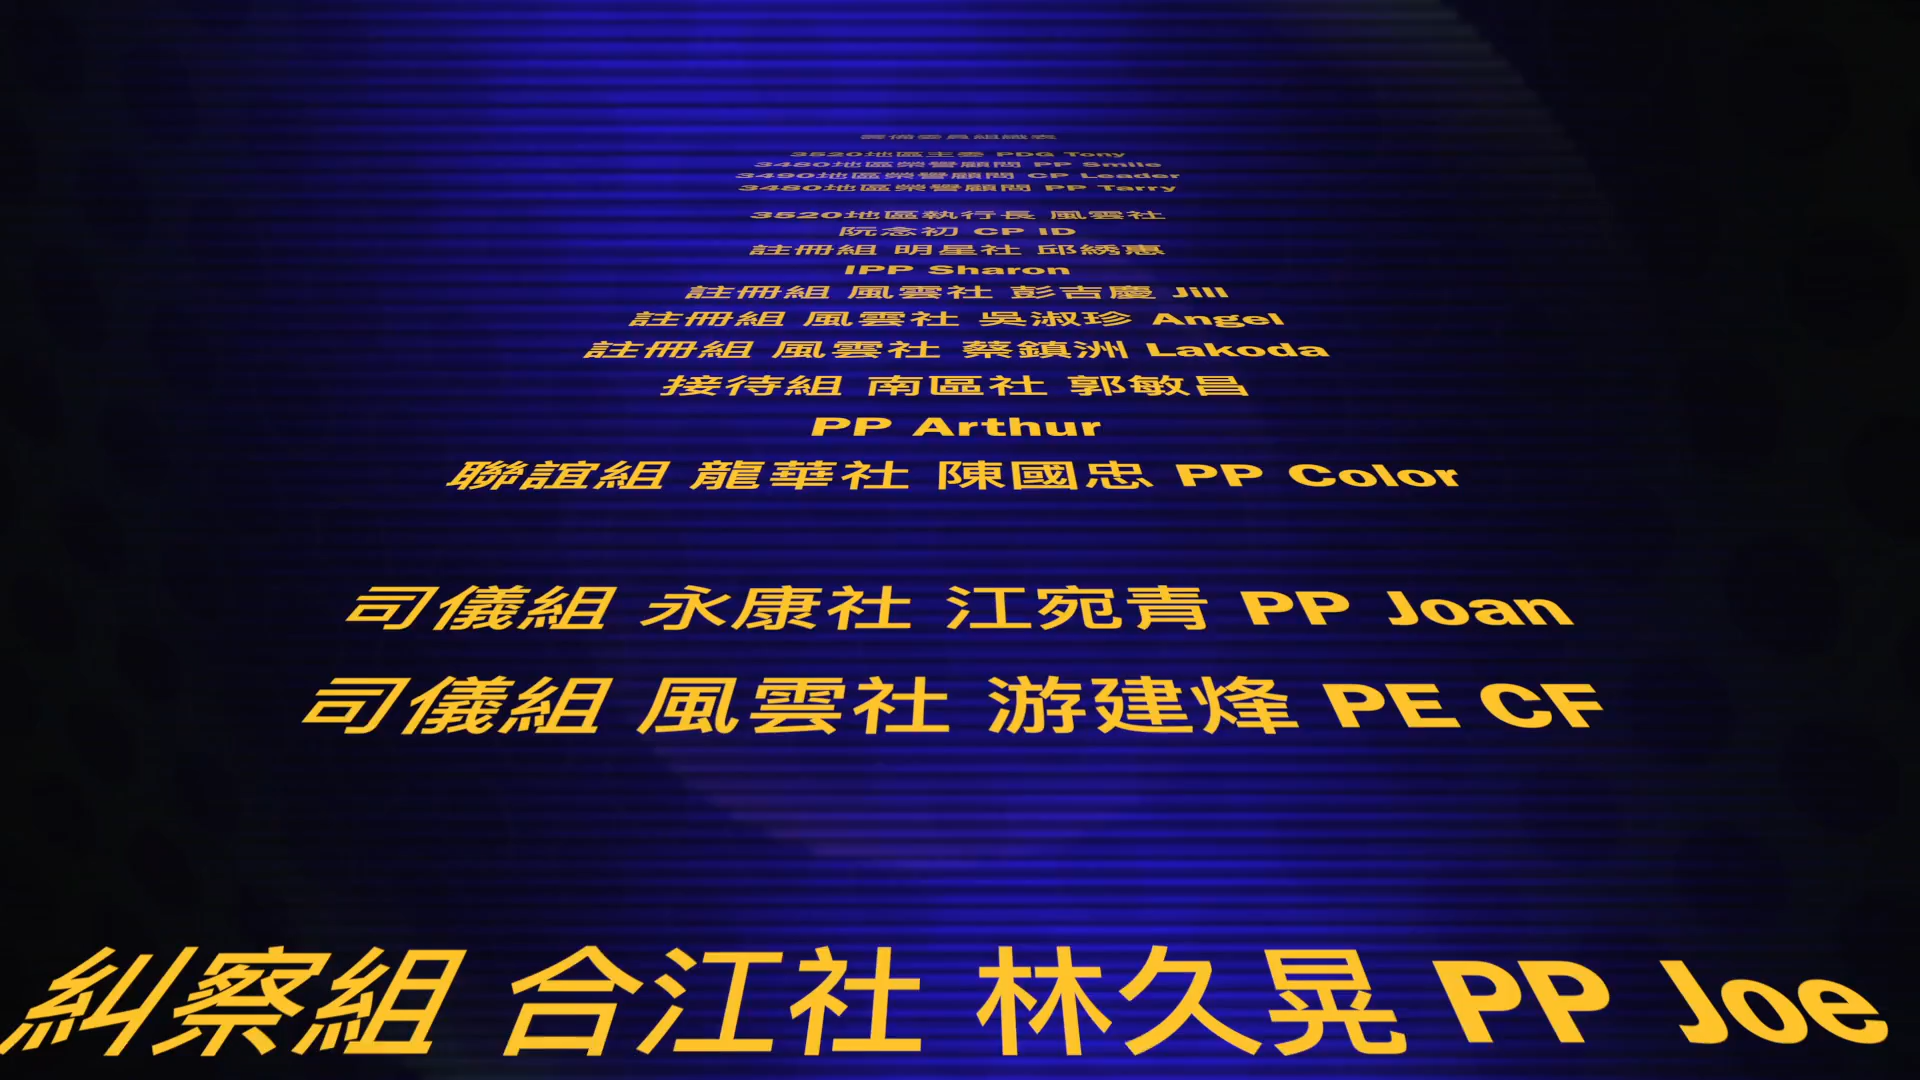 籌備委員組織表
3520地區主委 PDG Tony
3480地區榮譽顧問 PP Smile
3490地區榮譽顧問 CP Leader
3480地區榮譽顧問 PP Tarry
3520地區執行長 風雲社
阮念初 CP ID
註冊組 明星社 邱綉惠
IPP Sharon
註冊組 風雲社 彭吉慶 Jill
註冊組 風雲社 吳淑珍 Angel
註冊組 風雲社 蔡鎮洲 Lakoda
接待組 南區社 郭敏昌
PP Arthur
聯誼組 龍華社 陳國忠 PP Color
司儀組 永康社 江宛青 PP Joan
司儀組 風雲社 游建烽 PE CF
糾察組 合江社 林久晃 PP Joe